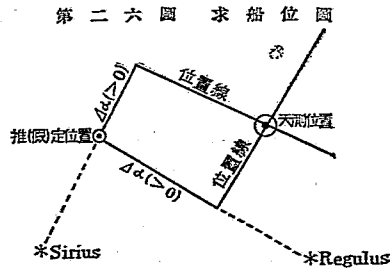 第二六圖 求船位圖
位置線
Δα(>0)
天測位置
推(假)定位置
位置線
Δα(>0)
*Sirius
*Regulus